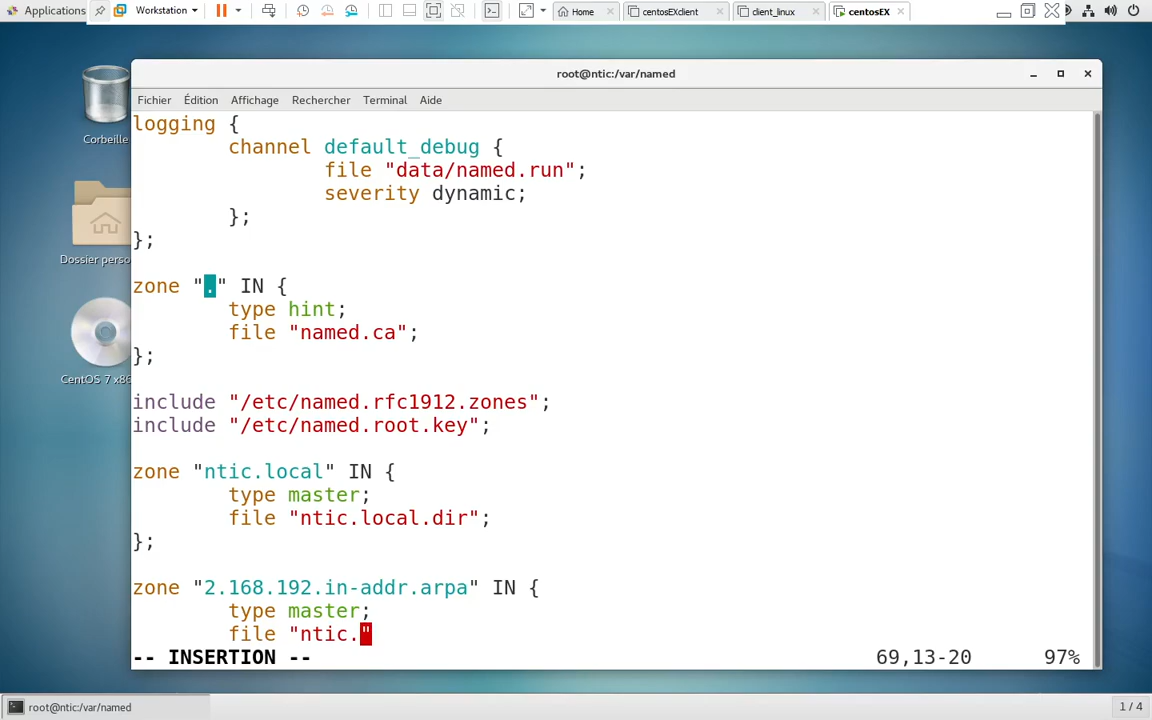 Applications
Workstation
Home
centosEXclient
client_linux
centosEX
root@ntic:/var/named
Corbeille
Dossier perso
CentOS 7 x86
Fichier Édition Affichage Rechercher Terminal Aide
logging {
channel default_debug {
file "data/named.run";
severity dynamic;
};
};
zone "." IN {
type hint;
file "named.ca";
};
include "/etc/named.rfc1912.zones";
include "/etc/named.root.key";
zone "ntic.local" IN {
type master;
file "ntic.local.dir";
};
zone "2.168.192.in-addr.arpa" IN {
type master;
file "ntic."
-- INSERTION -- 69,13-20 97%
root@ntic:/var/named
1 / 4